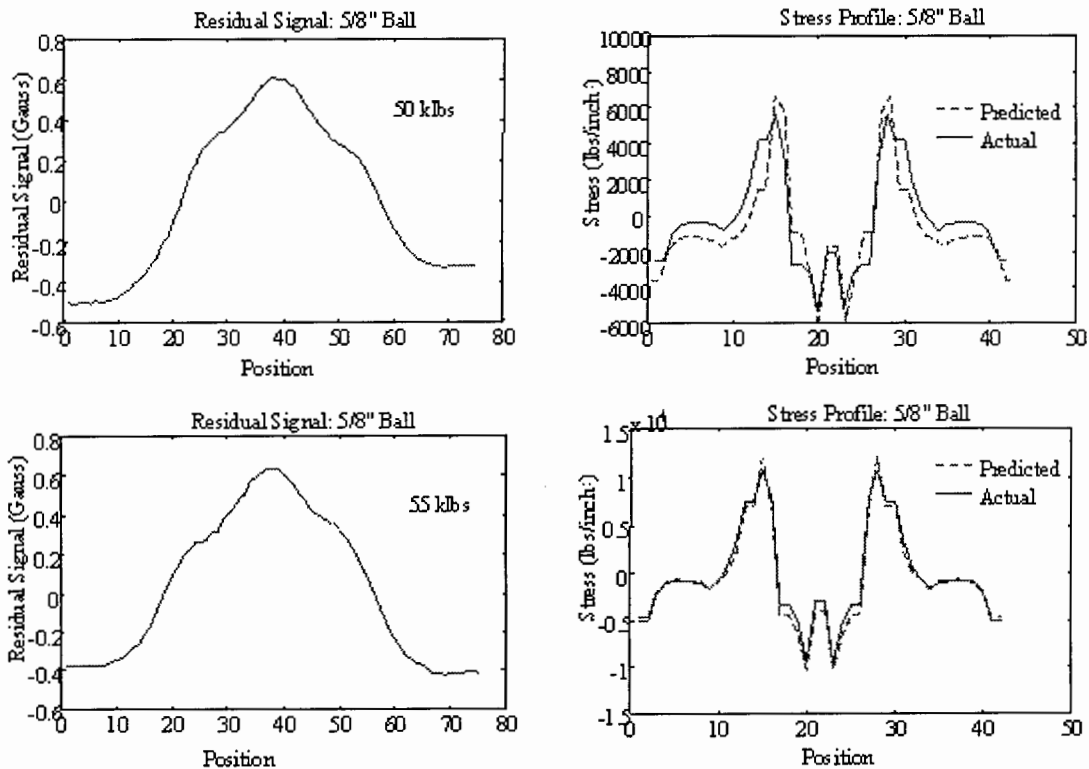 Residual Signal: 5/8" Ball
0.8
0.6
0.4
0.2
0
-0.2
-0.4
-0.6
Residual Signal (Gauss)
50 klbs
0 10 20 30 40 50 60 70 80
Position
Stress Profile: 5/8" Ball
10000
8000
6000
4000
2000
0
-2000
-4000
-6000
Stress (lbs/inch²)
Predicted
Actual
0 10 20 30 40 50
Position
Residual Signal: 5/8" Ball
0.8
0.6
0.4
0.2
0
-0.2
-0.4
-0.6
Residual Signal (Gauss)
55 klbs
0 10 20 30 40 50 60 70 80
Position
Stress Profile: 5/8" Ball
x 10⁴
1.5
1
0.5
0
-0.5
-1
-1.5
Stress (lbs/inch²)
Predicted
Actual
0 10 20 30 40 50
Position